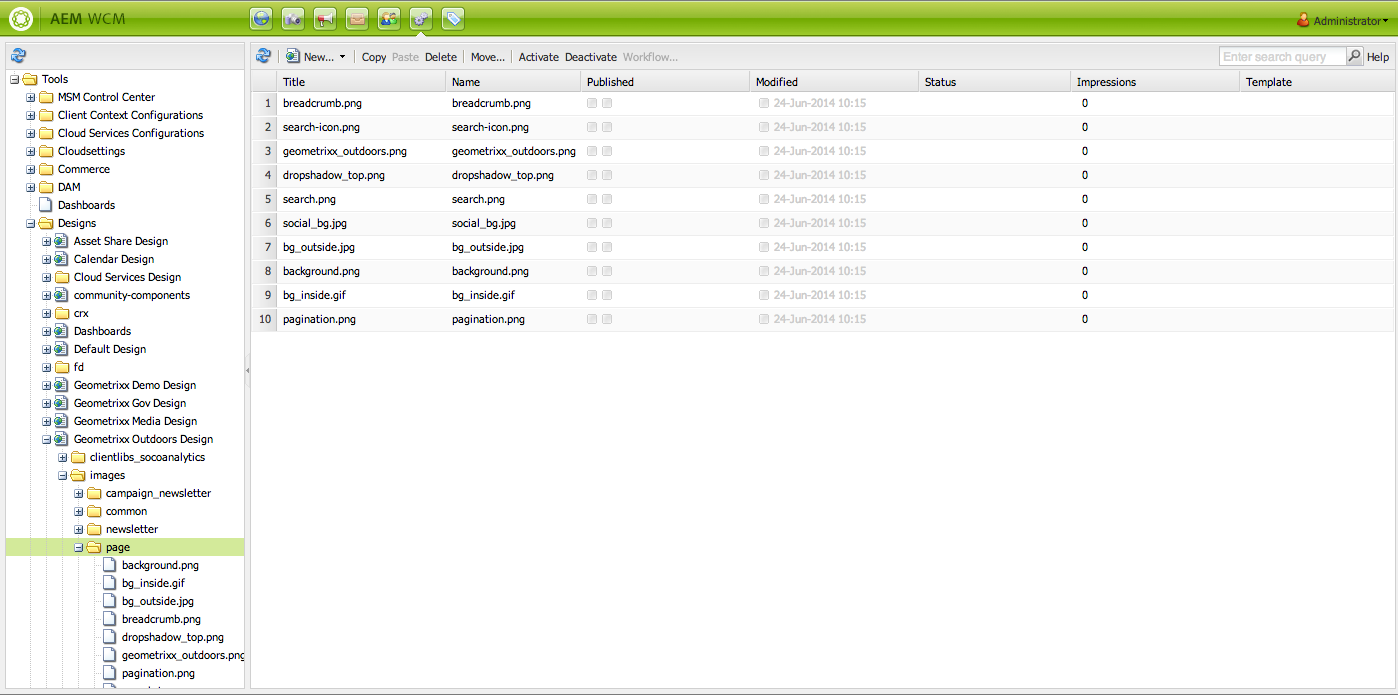 AEM WCM
Administrator
New... Copy Paste Delete Move... Activate Deactivate Workflow... Enter search query Help
Tools
MSM Control Center
Client Context Configurations
Cloud Services Configurations
Cloudsettings
Commerce
DAM
Dashboards
Designs
Asset Share Design
Calendar Design
Cloud Services Design
community-components
crx
Dashboards
Default Design
fd
Geometrixx Demo Design
Geometrixx Gov Design
Geometrixx Media Design
Geometrixx Outdoors Design
clientlibs_socoanalytics
images
campaign_newsletter
common
newsletter
page
background.png
bg_inside.gif
bg_outside.jpg
breadcrumb.png
dropshadow_top.png
geometrixx_outdoors.png
pagination.png
Title Name Published Modified Status Impressions Template
1 breadcrumb.png breadcrumb.png 24-Jun-2014 10:15 0
2 search-icon.png search-icon.png 24-Jun-2014 10:15 0
3 geometrixx_outdoors.png geometrixx_outdoors.png 24-Jun-2014 10:15 0
4 dropshadow_top.png dropshadow_top.png 24-Jun-2014 10:15 0
5 search.png search.png 24-Jun-2014 10:15 0
6 social_bg.jpg social_bg.jpg 24-Jun-2014 10:15 0
7 bg_outside.jpg bg_outside.jpg 24-Jun-2014 10:15 0
8 background.png background.png 24-Jun-2014 10:15 0
9 bg_inside.gif bg_inside.gif 24-Jun-2014 10:15 0
10 pagination.png pagination.png 24-Jun-2014 10:15 0